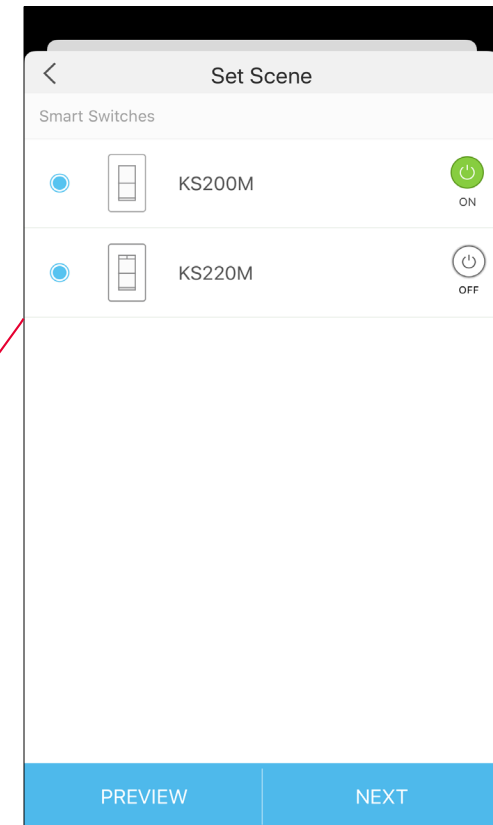 Set Scene
Smart Switches
KS200M
ON
KS220M
OFF
PREVIEW NEXT